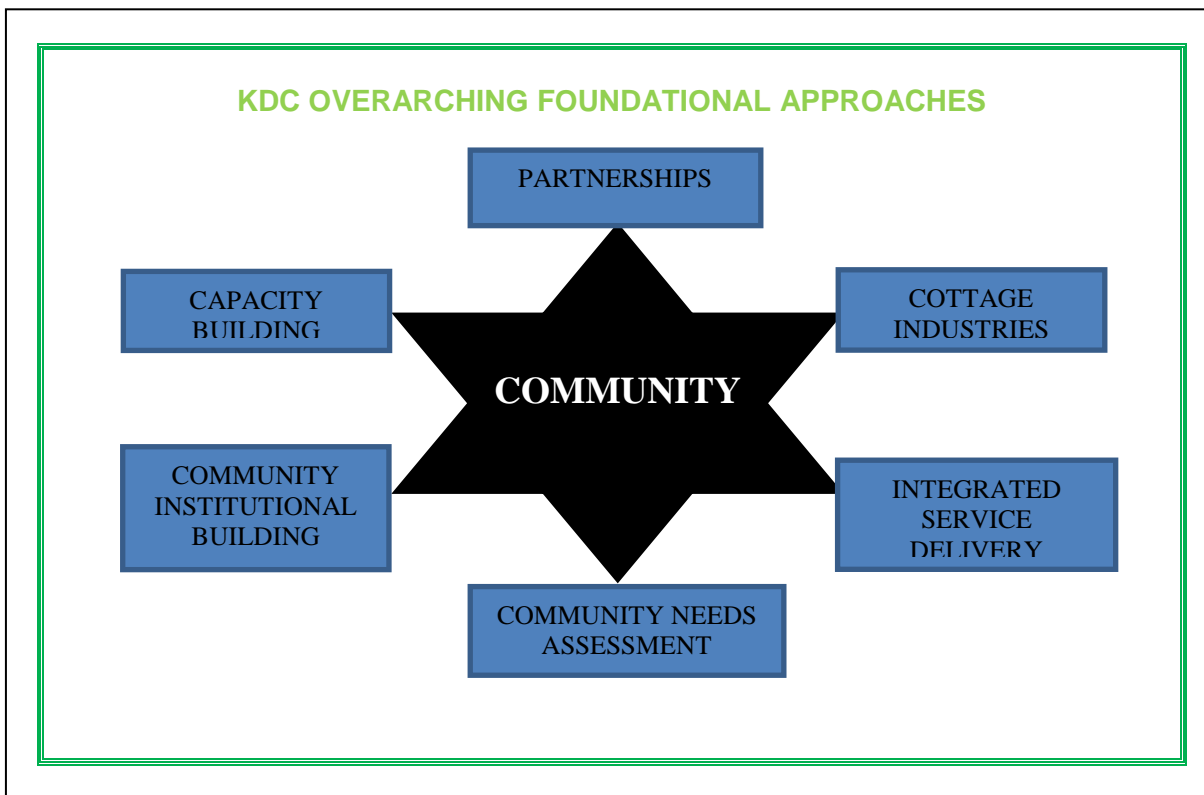 KDC OVERARCHING FOUNDATIONAL APPROACHES
PARTNERSHIPS
CAPACITY
BUILDING
COTTAGE
INDUSTRIES
COMMUNITY
COMMUNITY
INSTITUTIONAL
BUILDING
INTEGRATED
SERVICE
DELIVERY
COMMUNITY NEEDS
ASSESSMENT